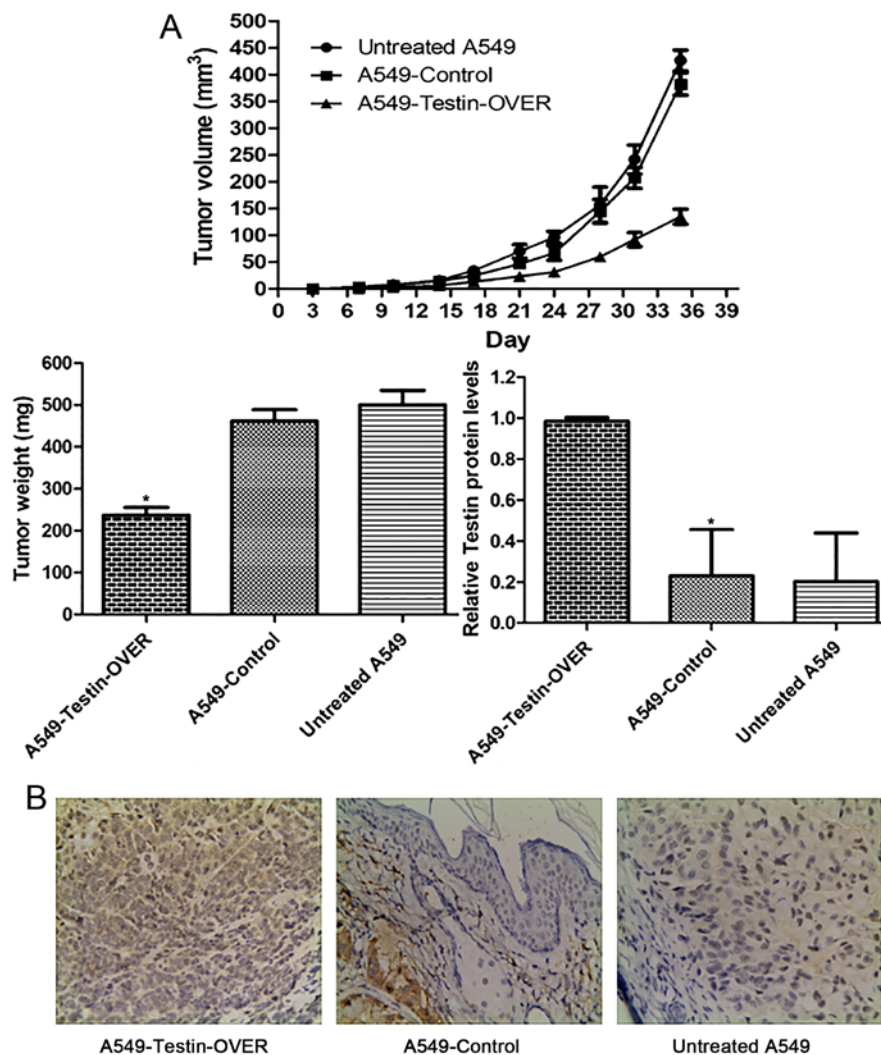 A
Tumor volume (mm³)
500
450
400
350
300
250
200
150
100
50
0
Untreated A549
A549-Control
A549-Testin-OVER
0 3 6 9 12 15 18 21 24 27 30 33 36 39
Day
Tumor weight (mg)
600
500
400
300
200
100
0
*
A549-Testin-OVER
A549-Control
Untreated A549
Relative Testin protein levels
1.2
1.0
0.8
0.6
0.4
0.2
0.0
*
A549-Testin-OVER
A549-Control
Untreated A549
B
A549-Testin-OVER
A549-Control
Untreated A549